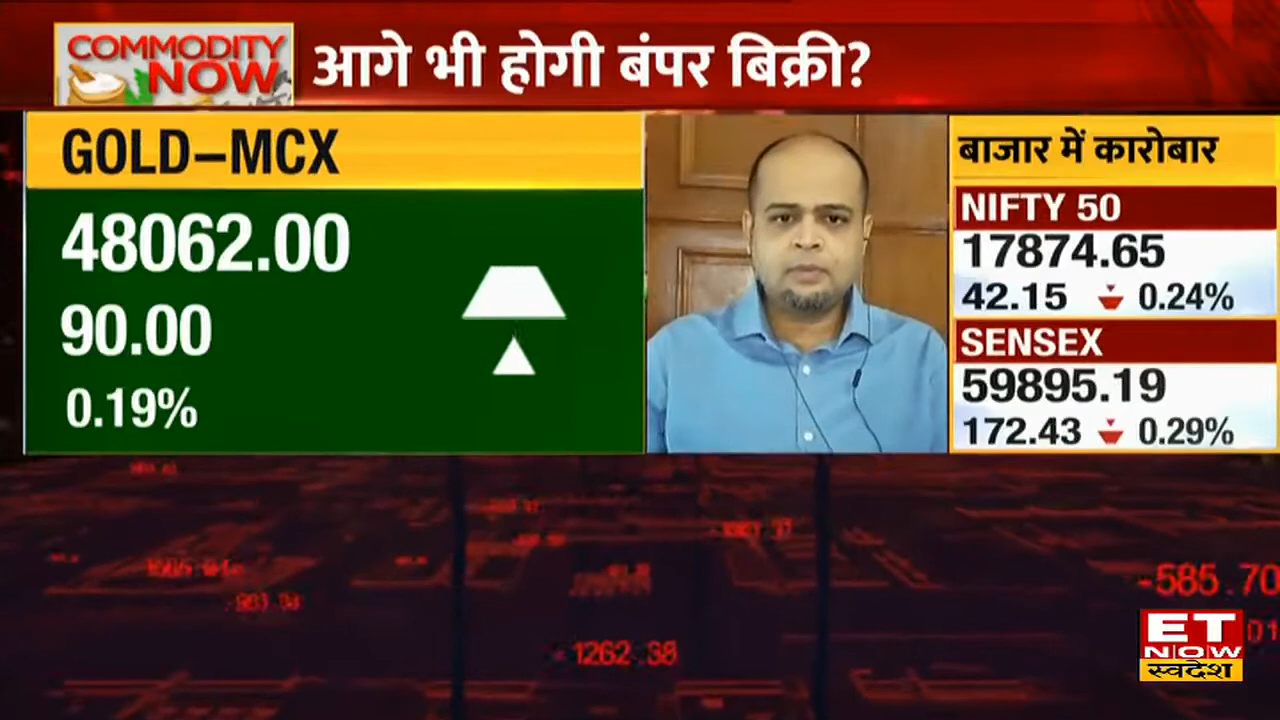 COMMODITY
NOW
आगे भी होगी बंपर बिक्री?
GOLD–MCX
48062.00
90.00
0.19%
बाजार में कारोबार
NIFTY 50
17874.65
42.15 0.24%
SENSEX
59895.19
172.43 0.29%
-585.70
-1262.38
ET
NOW
स्वदेश